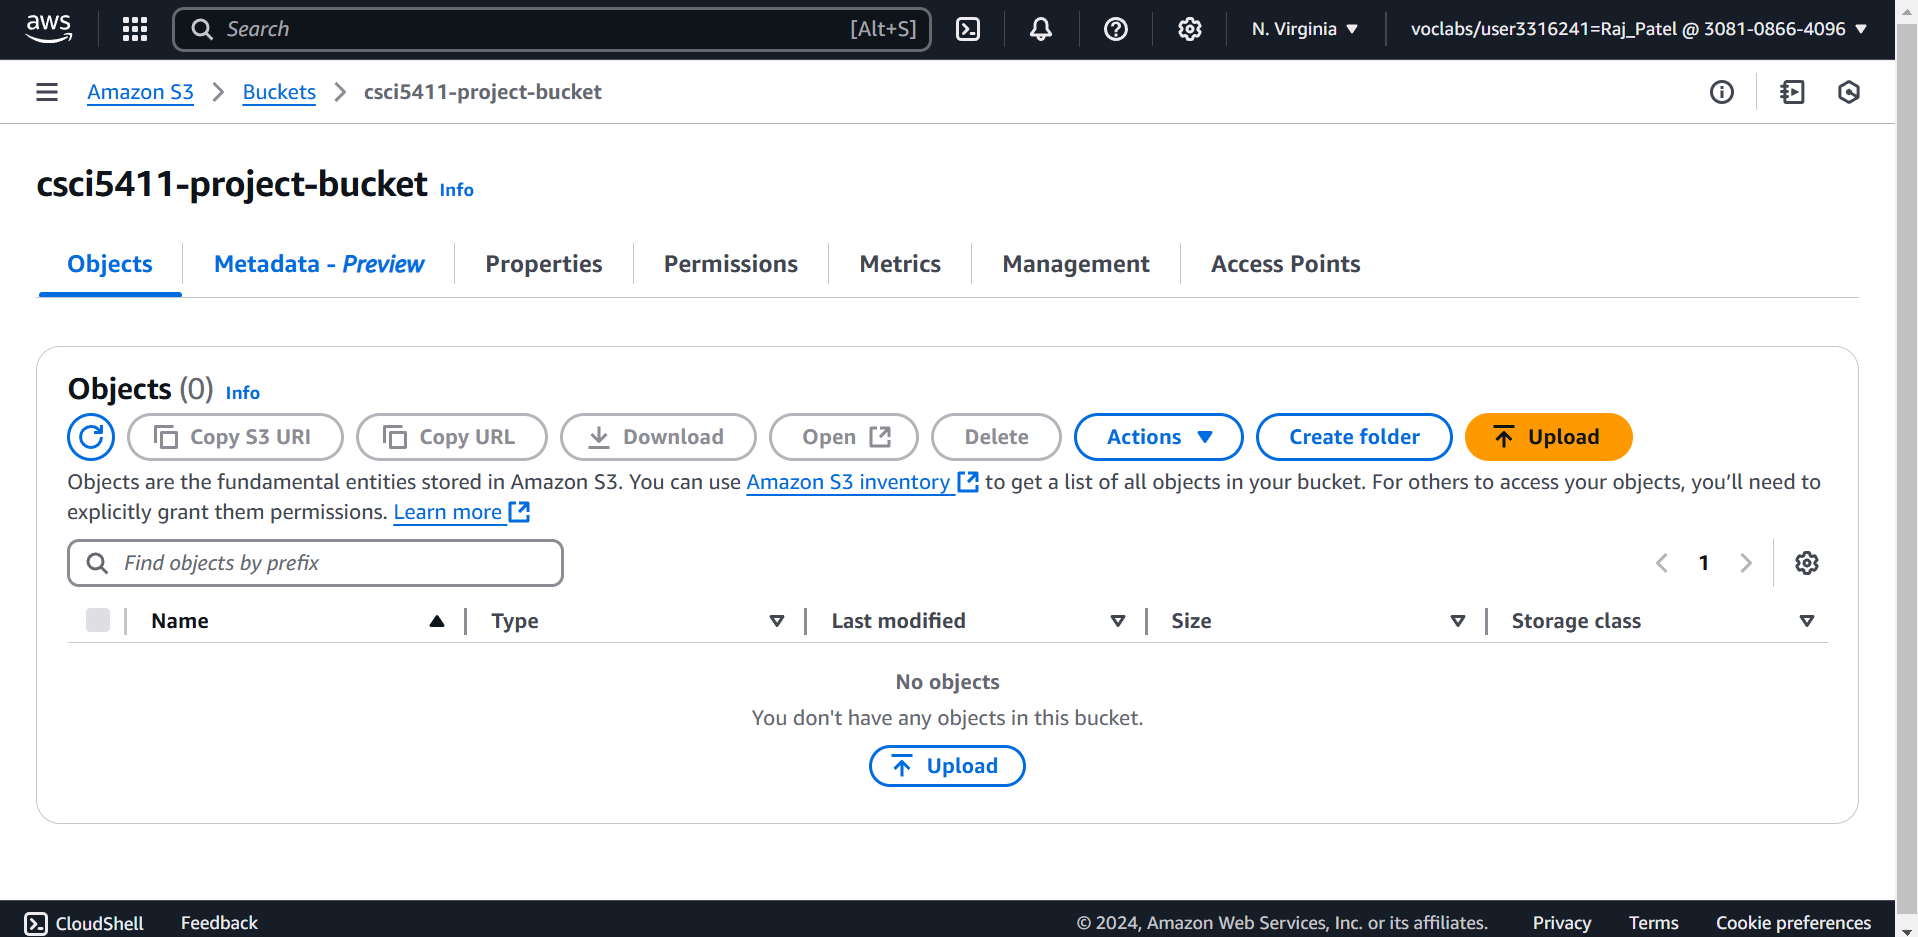 aws
Search [Alt+S] N. Virginia voclabs/user3316241=Raj_Patel @ 3081-0866-4096
Amazon S3 Buckets csci5411-project-bucket
csci5411-project-bucket Info
Objects Metadata - Preview Properties Permissions Metrics Management Access Points
Objects (0) Info
Copy S3 URI Copy URL Download Open Delete Actions Create folder Upload
Objects are the fundamental entities stored in Amazon S3. You can use Amazon S3 inventory to get a list of all objects in your bucket. For others to access your objects, you’ll need to
explicitly grant them permissions. Learn more
Find objects by prefix 1
Name Type Last modified Size Storage class
No objects
You don't have any objects in this bucket.
Upload
CloudShell Feedback © 2024, Amazon Web Services, Inc. or its affiliates. Privacy Terms Cookie preferences